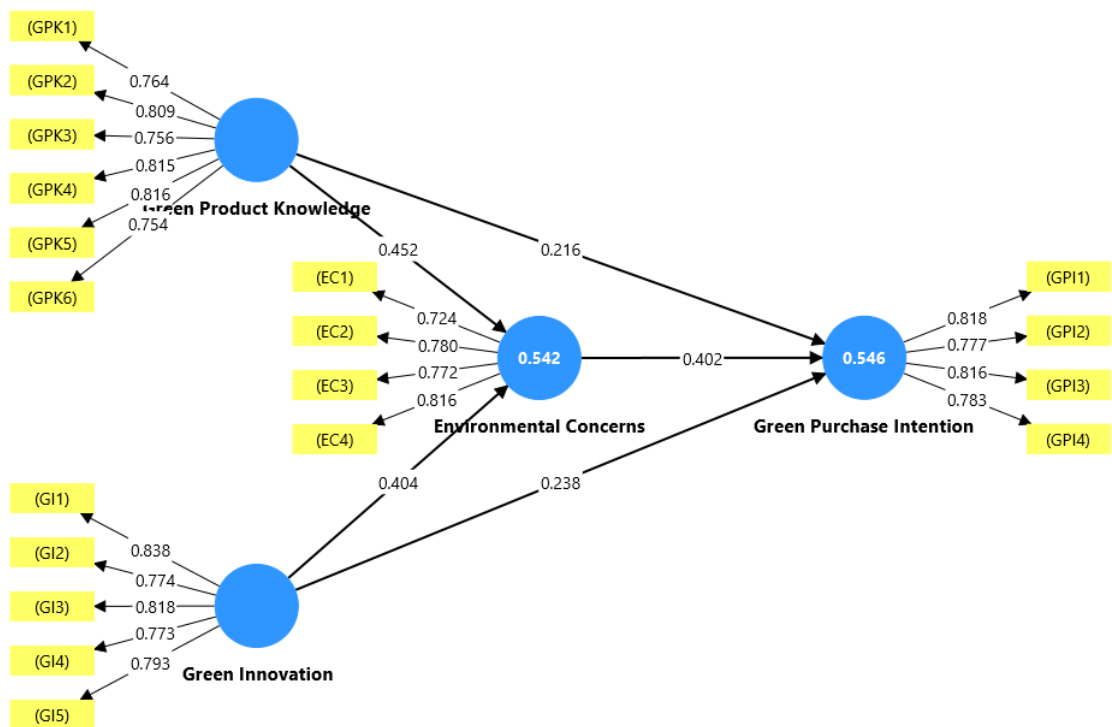 (GPK1)
(GPK2)
(GPK3)
(GPK4)
(GPK5)
(GPK6)
0.764
0.809
0.756
0.815
0.816
0.754
Green Product Knowledge
0.452
0.216
(EC1)
(EC2)
(EC3)
(EC4)
0.724
0.780
0.772
0.816
0.542
Environmental Concerns
0.402
0.546
Green Purchase Intention
0.818
0.777
0.816
0.783
(GPI1)
(GPI2)
(GPI3)
(GPI4)
0.404
0.238
(GI1)
(GI2)
(GI3)
(GI4)
(GI5)
0.838
0.774
0.818
0.773
0.793
Green Innovation